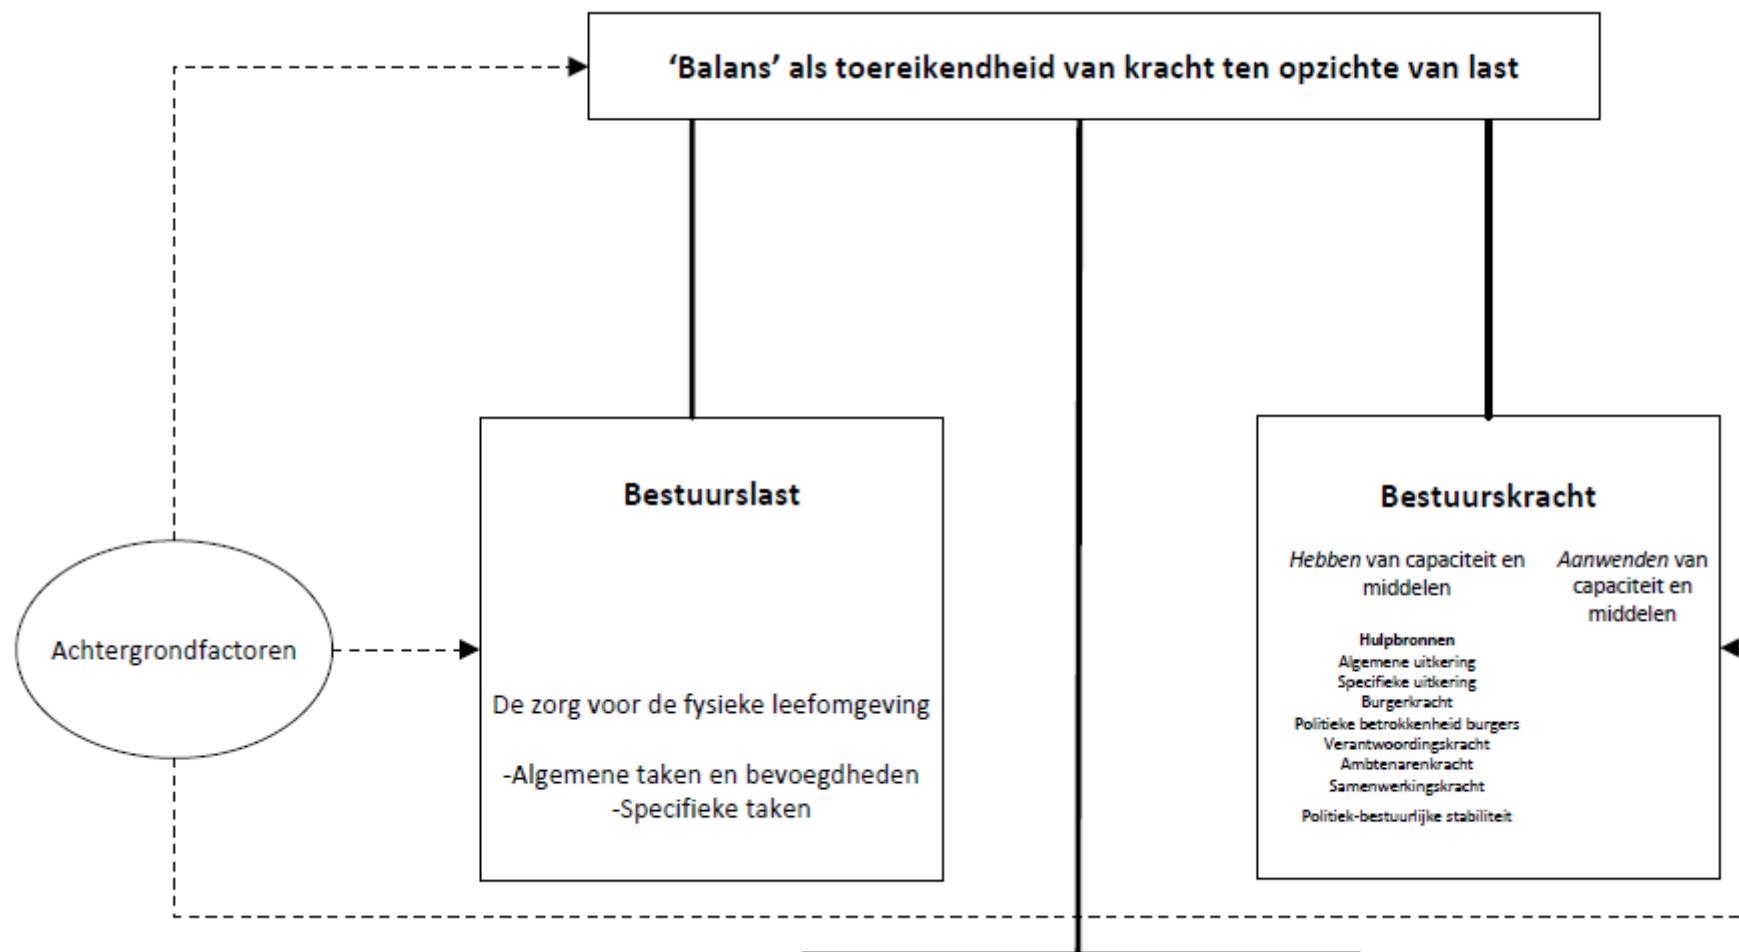 ‘Balans’ als toereikendheid van kracht ten opzichte van last
Achtergrondfactoren
Bestuurslast
De zorg voor de fysieke leefomgeving
-Algemene taken en bevoegdheden
-Specifieke taken
Bestuurskracht
Hebben van capaciteit en
middelen
Hulpbronnen
Algemene uitkering
Specifieke uitkering
Burgerkracht
Politieke betrokkenheid burgers
Verantwoordingskracht
Ambtenarenkracht
Samenwerkingskracht
Politiek-bestuurlijke stabiliteit
Aanwenden van
capaciteit en
middelen